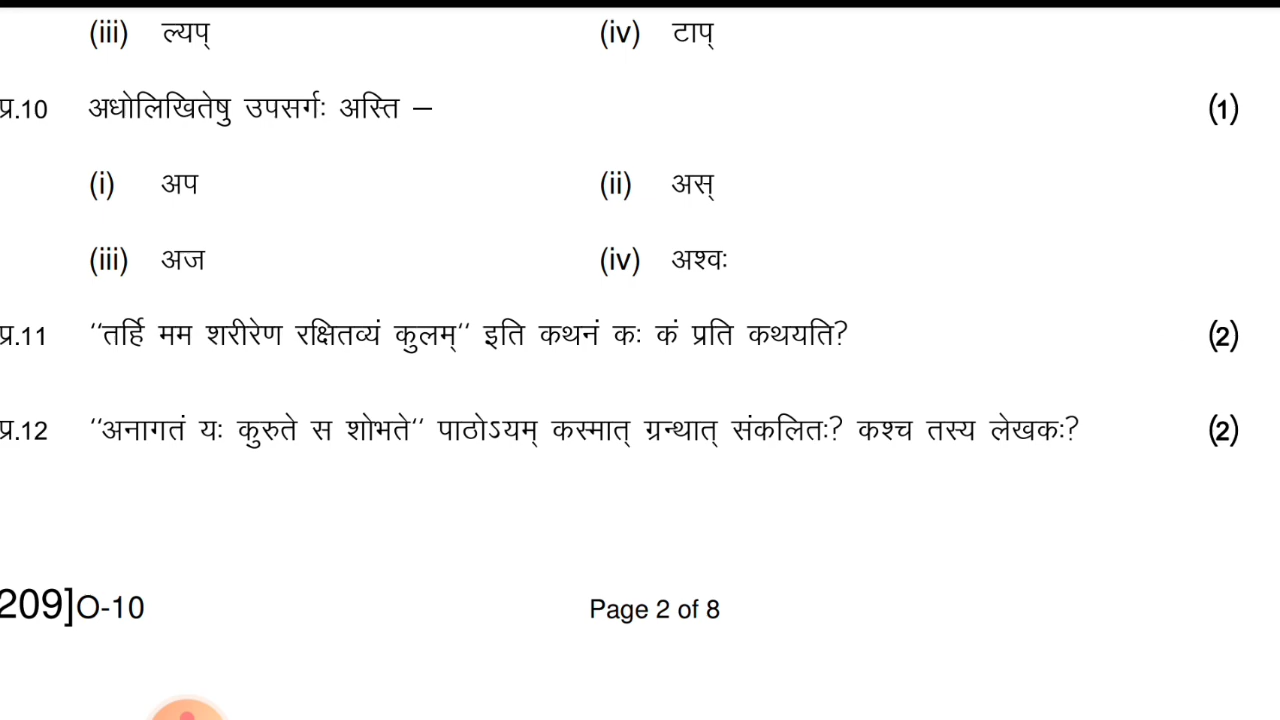 (iii) ल्यप् (iv) टाप्
प्र.10 अधोलिखितेषु उपसर्गः अस्ति – (1)
(i) अप (ii) अस्
(iii) अज (iv) अश्वः
प्र.11 ‘‘तर्हि मम शरीरेण रक्षितव्यं कुलम्‘‘ इति कथनं कः कं प्रति कथयति? (2)
प्र.12 ‘‘अनागतं यः कुरुते स शोभते‘‘ पाठोऽयम् कस्मात् ग्रन्थात् संकलितः? कश्च तस्य लेखकः? (2)
209]O-10 Page 2 of 8